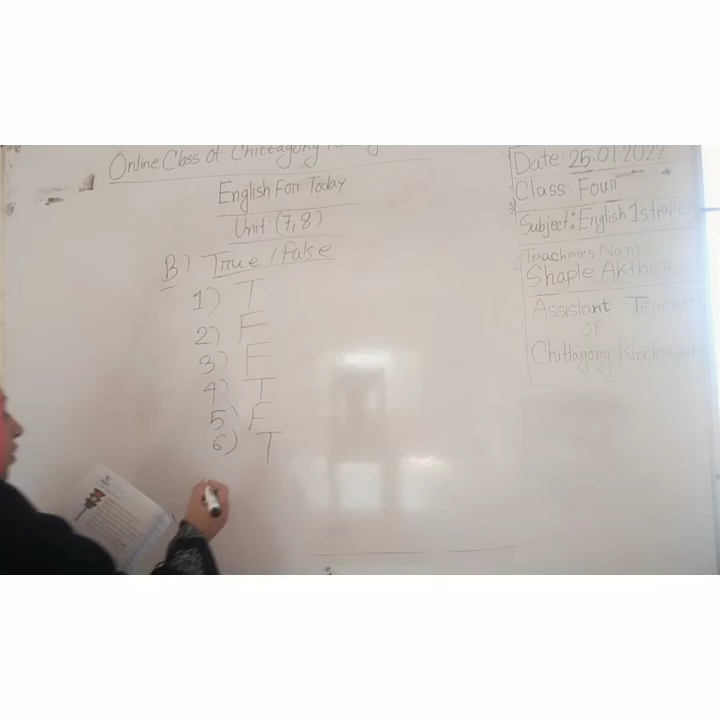 Online Class of Chittagong
English For Today
Unit: (7,8)
B) True / False
1) T
2) F
3) F
4) T
5) F
6) T
Date: 25.01.2022
Class: Four
Subject: English 1st paper
Teacher's Name
Shaple Akther
Assistant Teacher
OF
Chittagong